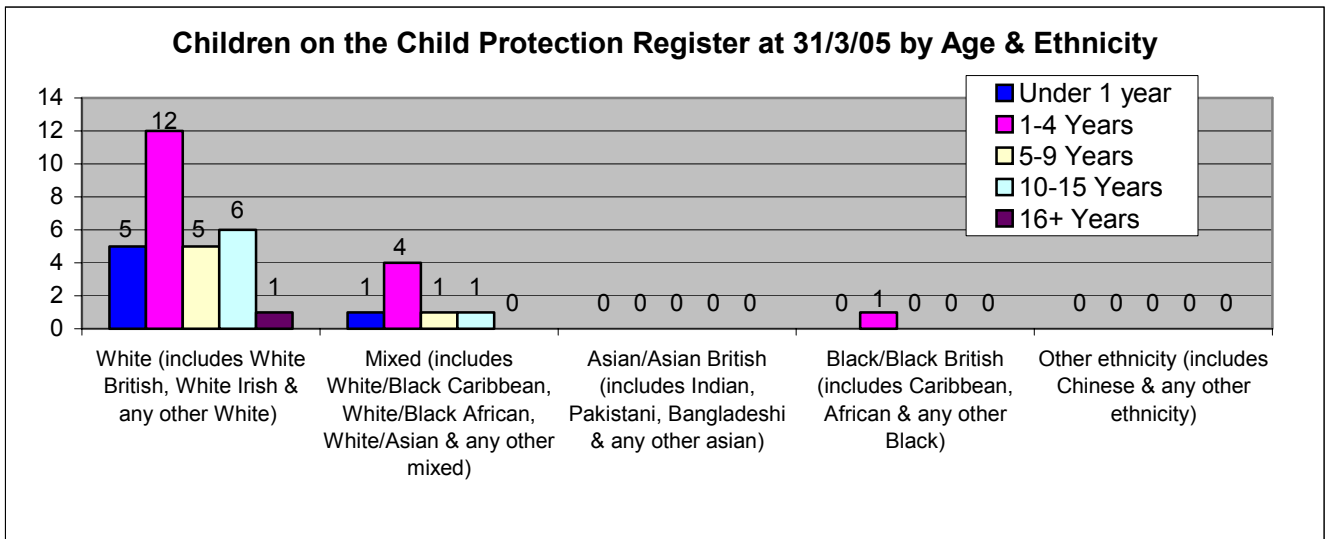 Children on the Child Protection Register at 31/3/05 by Age & Ethnicity
Under 1 year
1-4 Years
5-9 Years
10-15 Years
16+ Years
14
12
10
8
6
4
2
0
5
12
5
6
1
1
4
1
1
0
0
0
0
0
0
0
1
0
0
0
0
0
0
0
0
White (includes White
British, White Irish &
any other White)
Mixed (includes
White/Black Caribbean,
White/Black African,
White/Asian & any other
mixed)
Asian/Asian British
(includes Indian,
Pakistani, Bangladeshi
& any other asian)
Black/Black British
(includes Caribbean,
African & any other
Black)
Other ethnicity (includes
Chinese & any other
ethnicity)